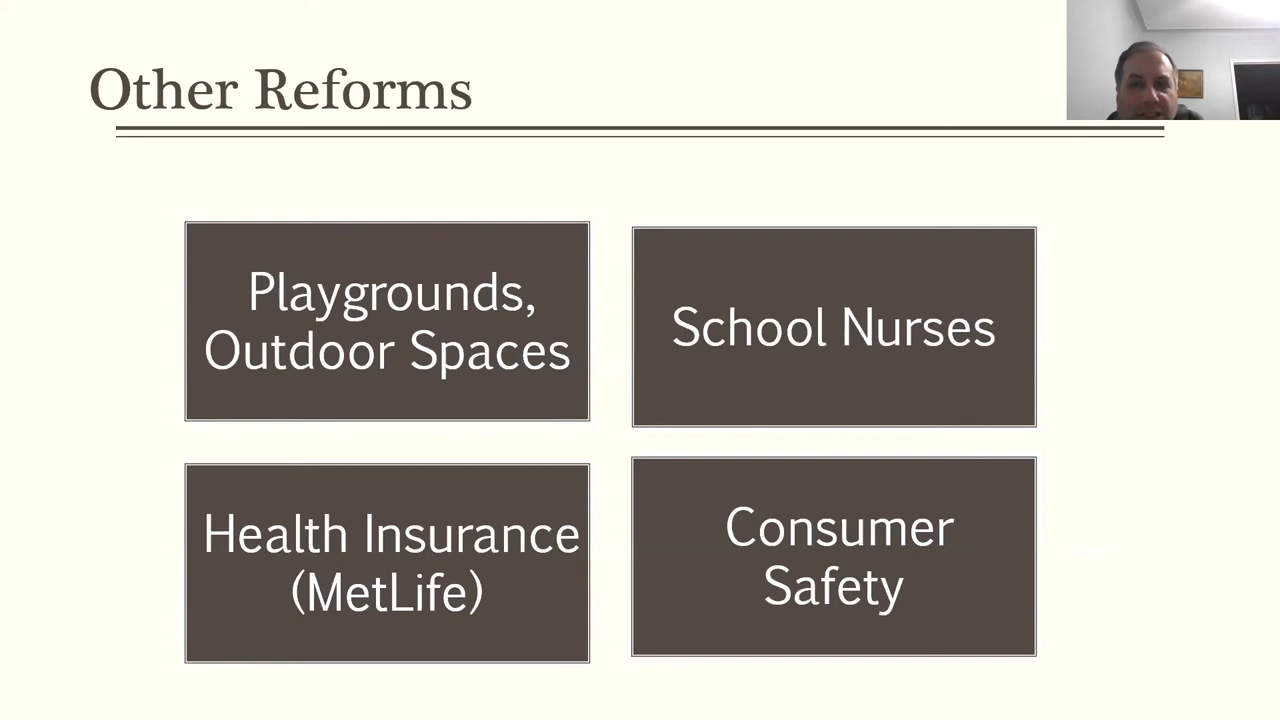 Other Reforms
Playgrounds,
Outdoor Spaces
School Nurses
Health Insurance
(MetLife)
Consumer
Safety